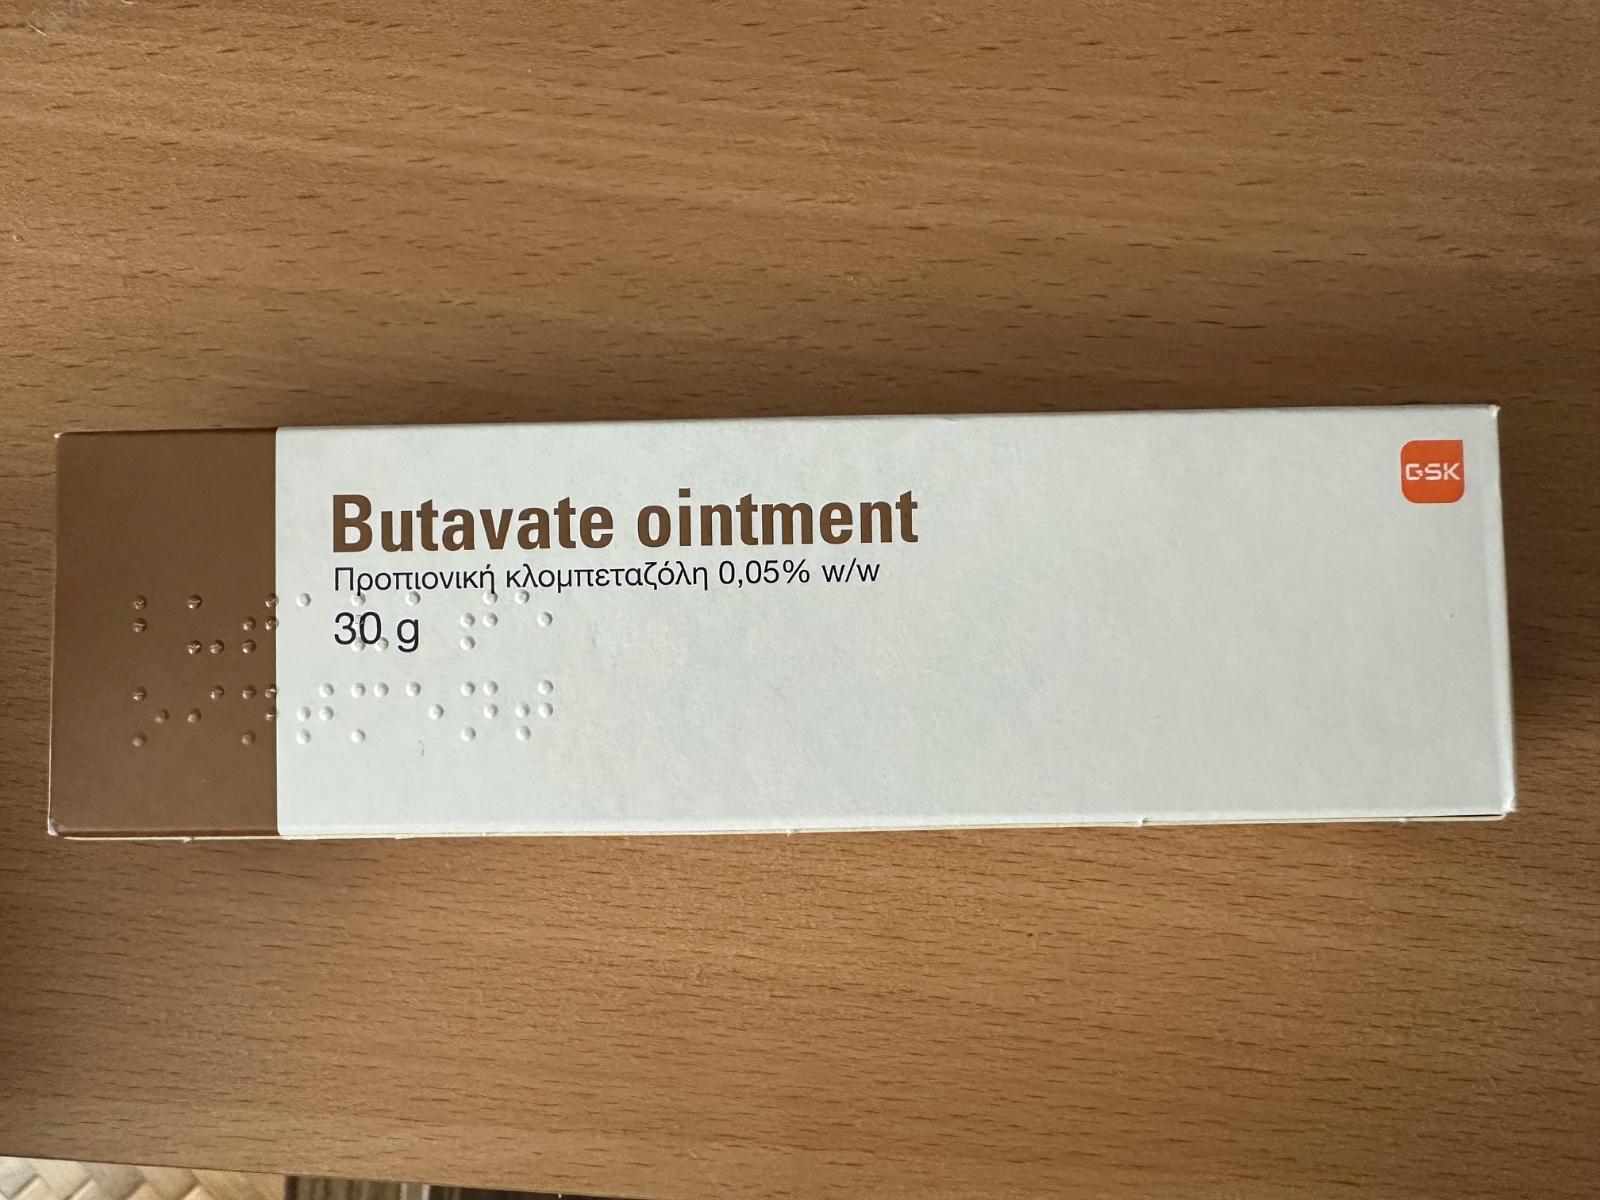 Butavate ointment
Προπιονική κλομπεταζόλη 0,05% w/w
30 g
GSK